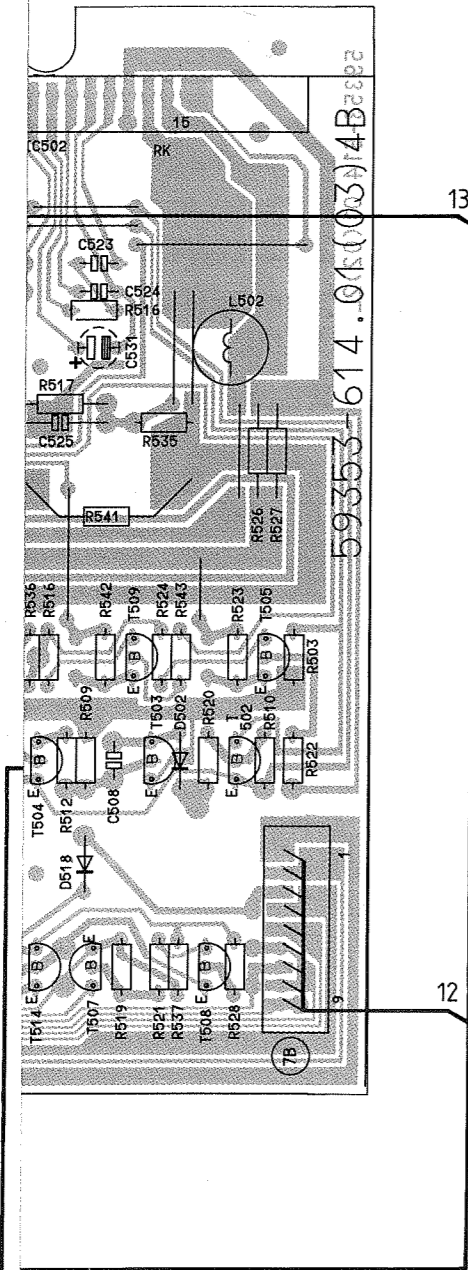 15
C502
RK
13
C523
C524
R516
L502
C531
+
R517
C525
R535
59353-614.01(03)4B
R541
R526
R527
R536
R516
R542
T509
R524
R543
R523
T505
B
B
E
E
R503
R509
T503
D502
R520
T
502
R510
B
B
B
E
E
E
R522
T504
R512
C508
D518
1
9
12
B
B
B
E
E
E
T514
T507
R519
R521
R537
T508
R528
7B